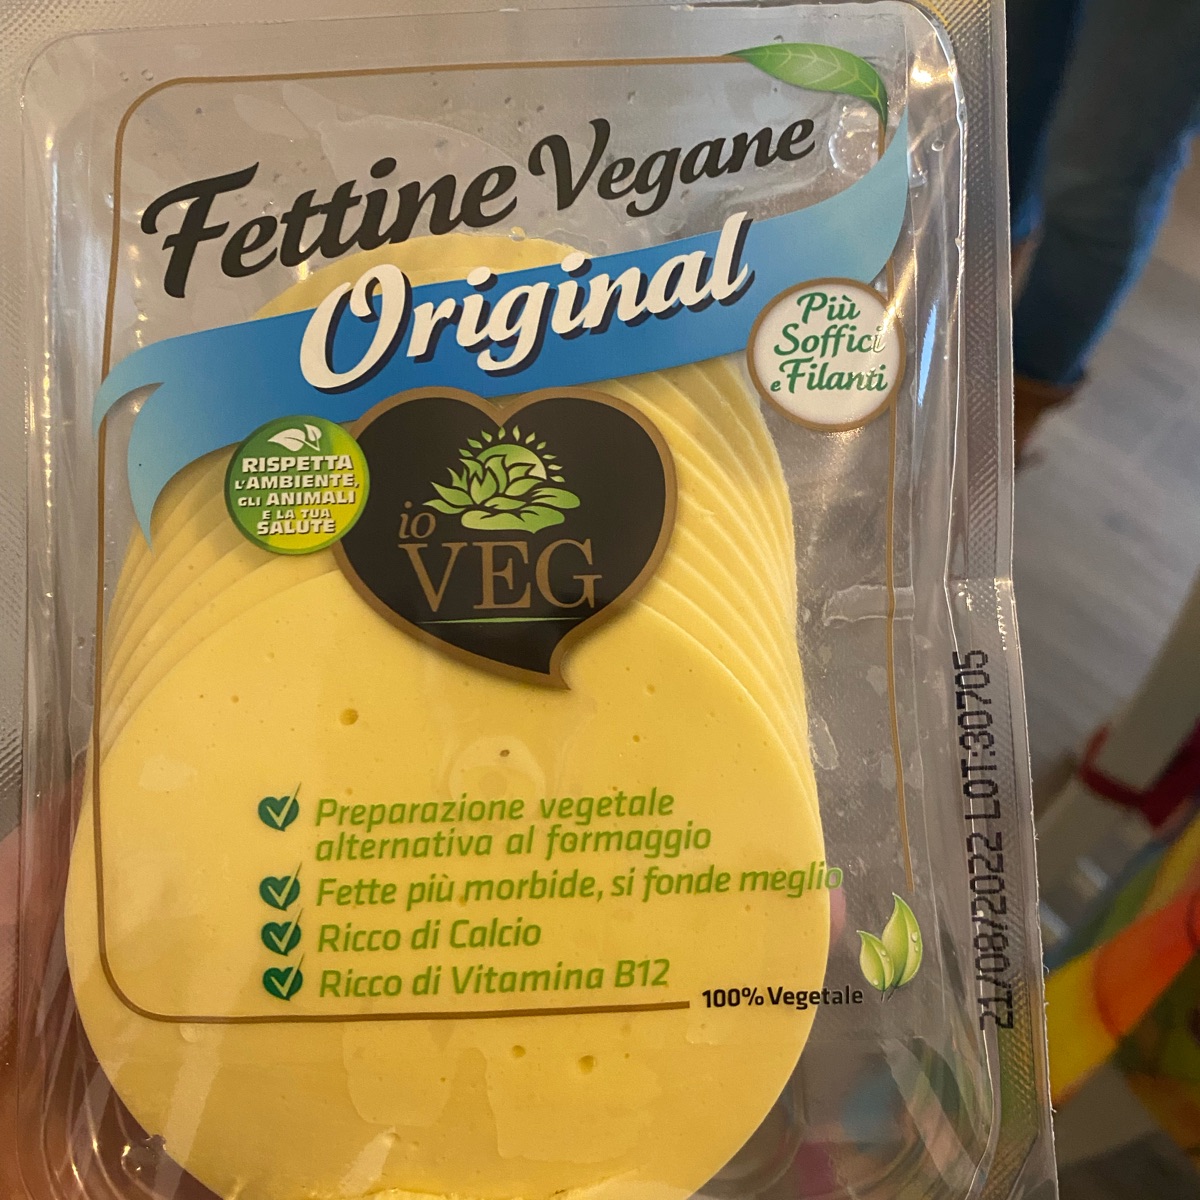 Fettine Vegane
Original
Più
Soffici
e Filanti
RISPETTA
L'AMBIENTE,
GLI ANIMALI
E LA TUA
SALUTE
io
VEG
Preparazione vegetale
alternativa al formaggio
Fette più morbide, si fonde meglio
Ricco di Calcio
Ricco di Vitamina B12
100% Vegetale
21/08/2022 LOT:30705